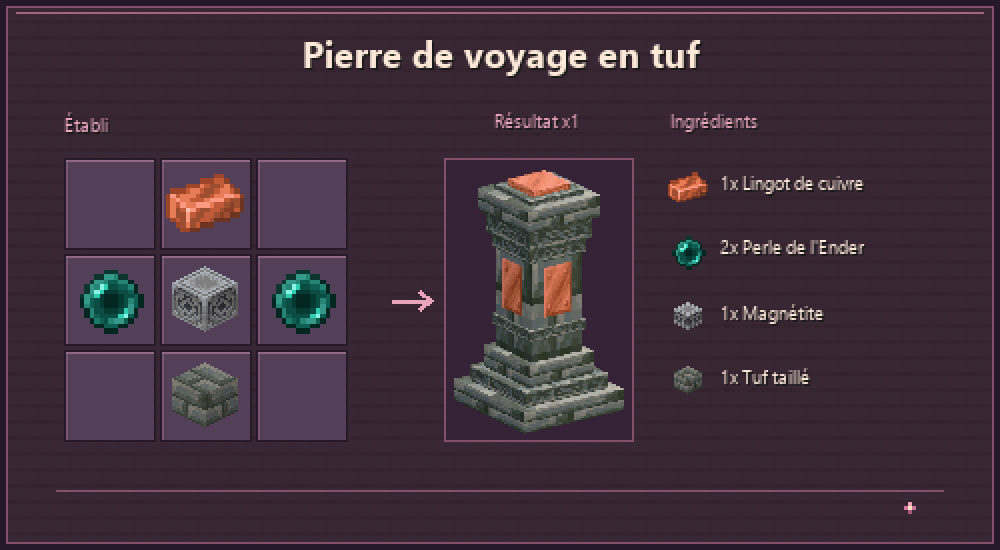 Pierre de voyage en tuf
Établi
Résultat x1
Ingrédients
1x Lingot de cuivre
2x Perle de l'Ender
1x Magnétite
1x Tuf taillé